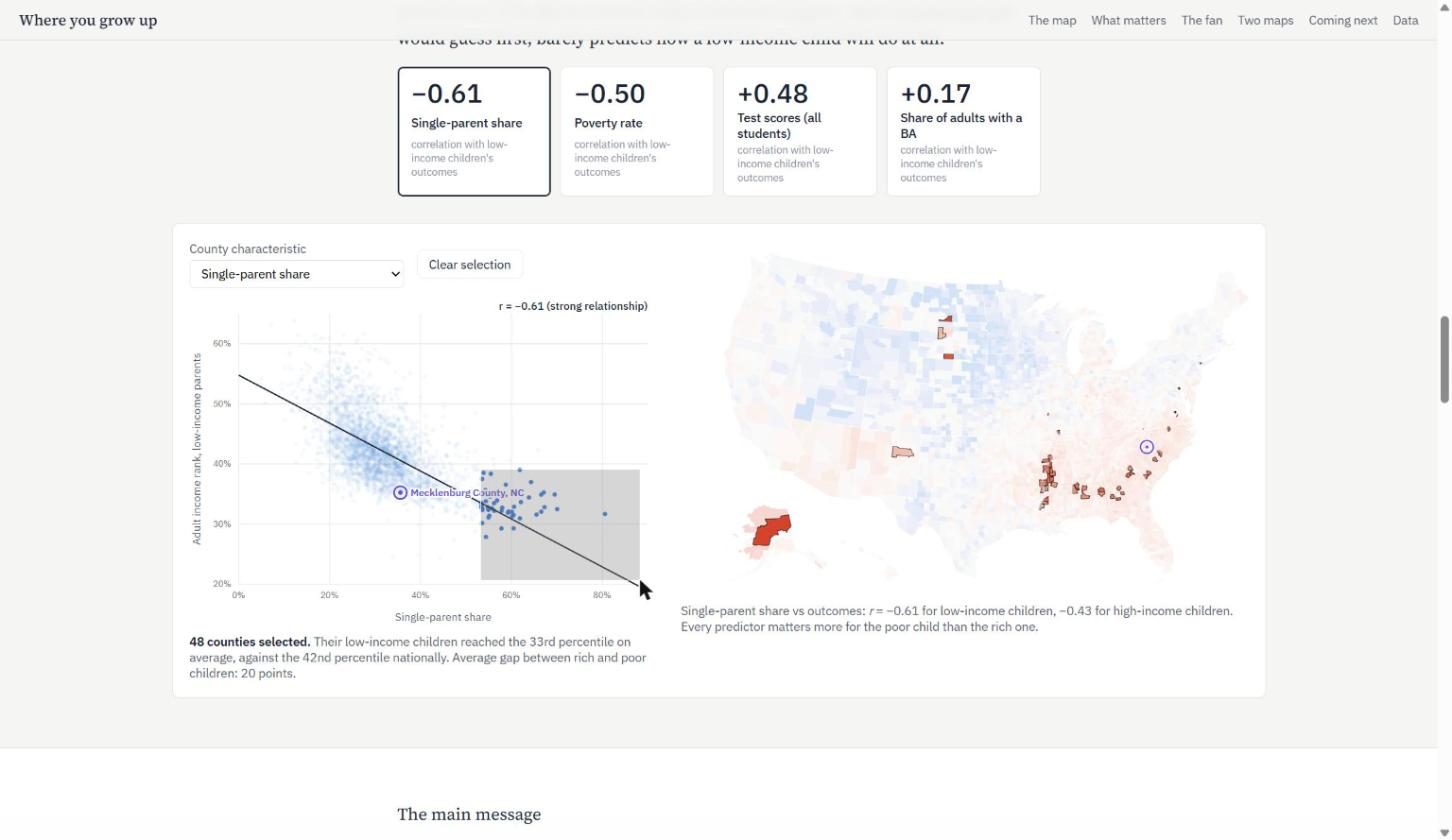 Where you grow up
The map
What matters
The fan
Two maps
Coming next
Data
would guess first, barely predicts how a low-income child will do at all.
−0.61
Single-parent share
correlation with low-
income children's
outcomes
−0.50
Poverty rate
correlation with low-
income children's
outcomes
+0.48
Test scores (all
students)
correlation with low-
income children's
outcomes
+0.17
Share of adults with a
BA
correlation with low-
income children's
outcomes
County characteristic
Single-parent share
Clear selection
r = −0.61 (strong relationship)
Adult income rank, low-income parents
60%
50%
40%
30%
20%
Mecklenburg County, NC
0%
20%
40%
60%
80%
Single-parent share
48 counties selected. Their low-income children reached the 33rd percentile on
average, against the 42nd percentile nationally. Average gap between rich and poor
children: 20 points.
Single-parent share vs outcomes: r = −0.61 for low-income children, −0.43 for high-income children.
Every predictor matters more for the poor child than the rich one.
The main message